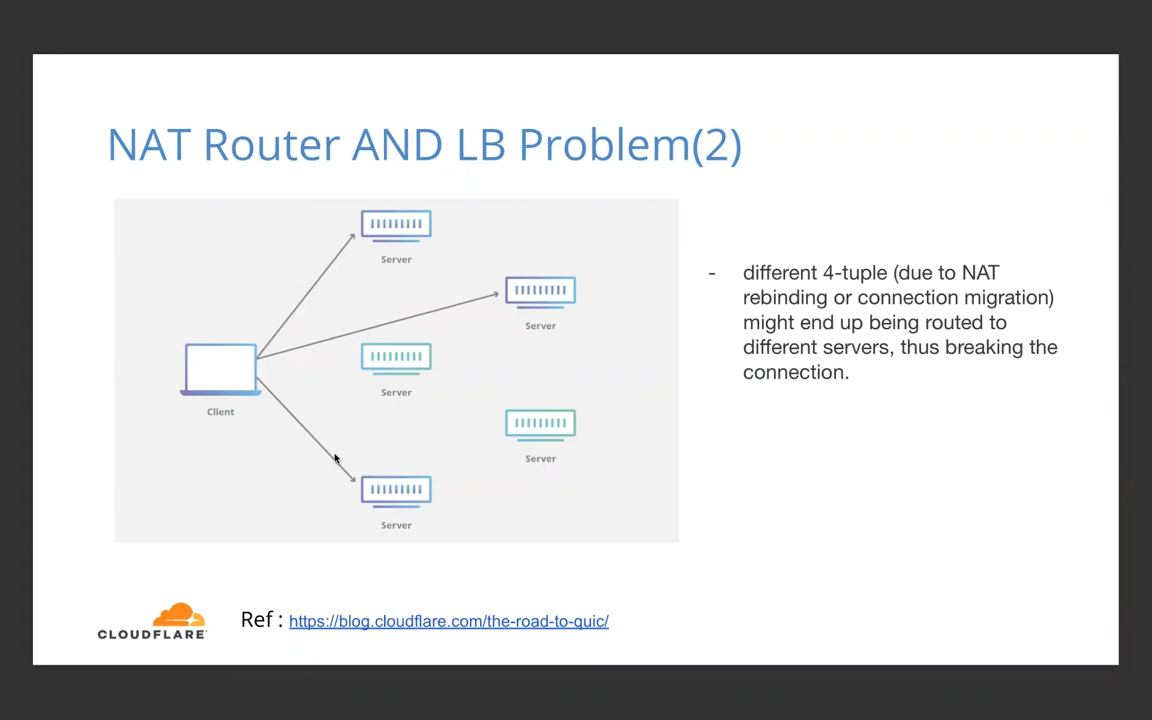 NAT Router AND LB Problem(2)
Server
Server
Server
Client
Server
Server
- different 4-tuple (due to NAT
rebinding or connection migration)
might end up being routed to
different servers, thus breaking the
connection.
CLOUDFLARE
Ref : https://blog.cloudflare.com/the-road-to-quic/